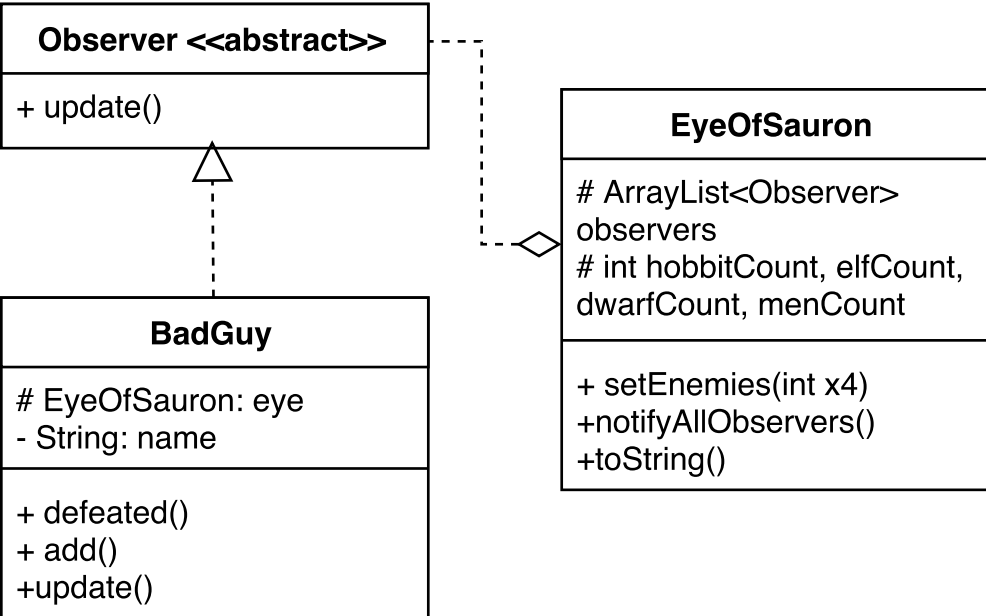 Observer <<abstract>>
+ update()
EyeOfSauron
# ArrayList<Observer>
observers
# int hobbitCount, elfCount,
dwarfCount, menCount
+ setEnemies(int x4)
+notifyAllObservers()
+toString()
BadGuy
# EyeOfSauron: eye
- String: name
+ defeated()
+ add()
+update()